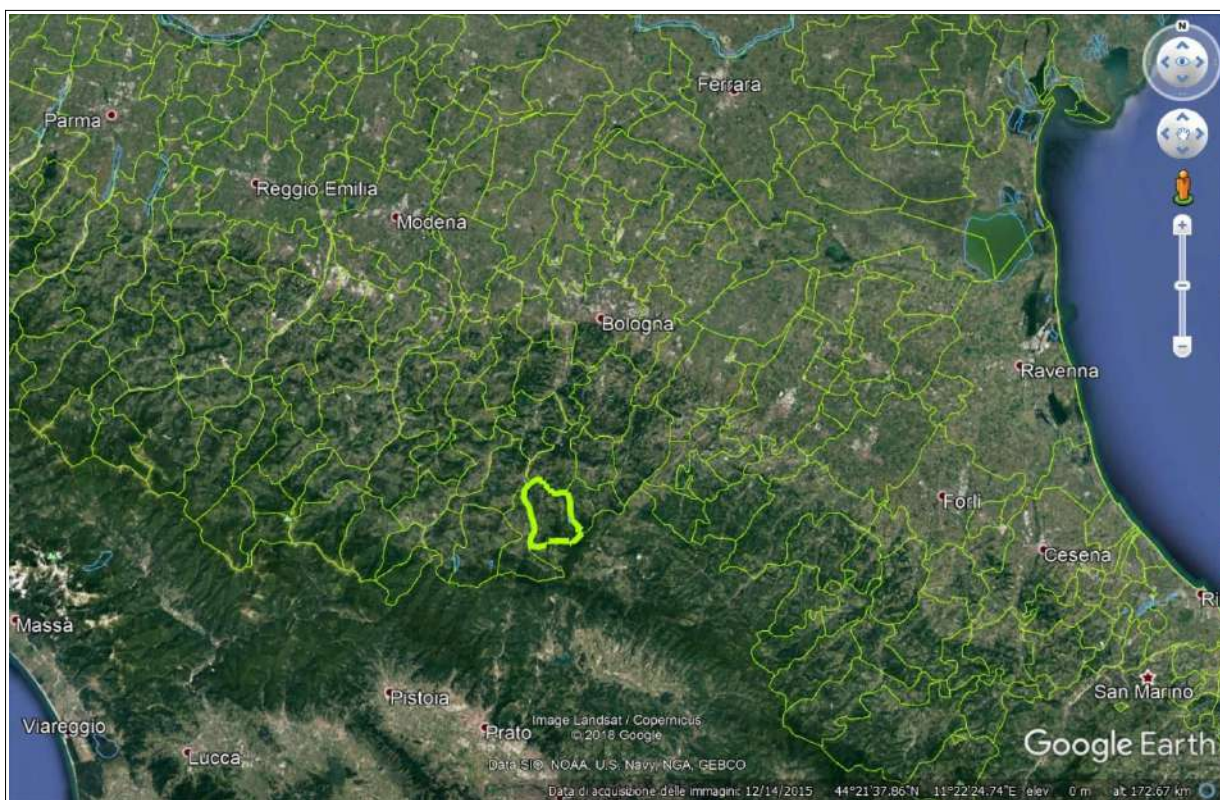 N
Ferrara
Parma
Reggio Emilia
Modena
Bologna
Ravenna
Forlì
Cesena
Massa
San Marino
Pistoia
Viareggio
Prato
Lucca
Image Landsat / Copernicus
© 2018 Google
Data SIO, NOAA, U.S. Navy, NGA, GEBCO
Google Earth
Data di acquisizione delle immagini: 12/14/2015 44°21'37.86"N 11°22'24.74"E elev 0 m alt 172.67 km